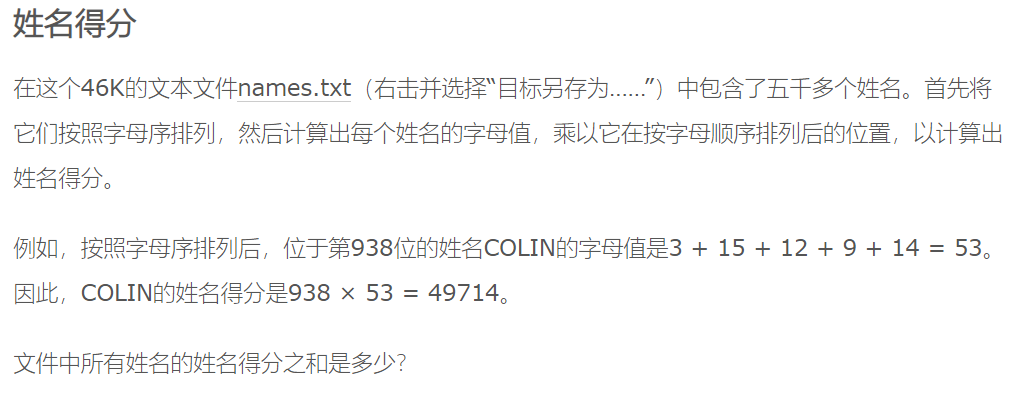 姓名得分
在这个46K的文本文件names.txt（右击并选择“目标另存为……”）中包含了五千多个姓名。首先将
它们按照字母序排列，然后计算出每个姓名的字母值，乘以它在按字母顺序排列后的位置，以计算出
姓名得分。
例如，按照字母序排列后，位于第938位的姓名COLIN的字母值是3 + 15 + 12 + 9 + 14 = 53。
因此，COLIN的姓名得分是938 × 53 = 49714。
文件中所有姓名的姓名得分之和是多少？